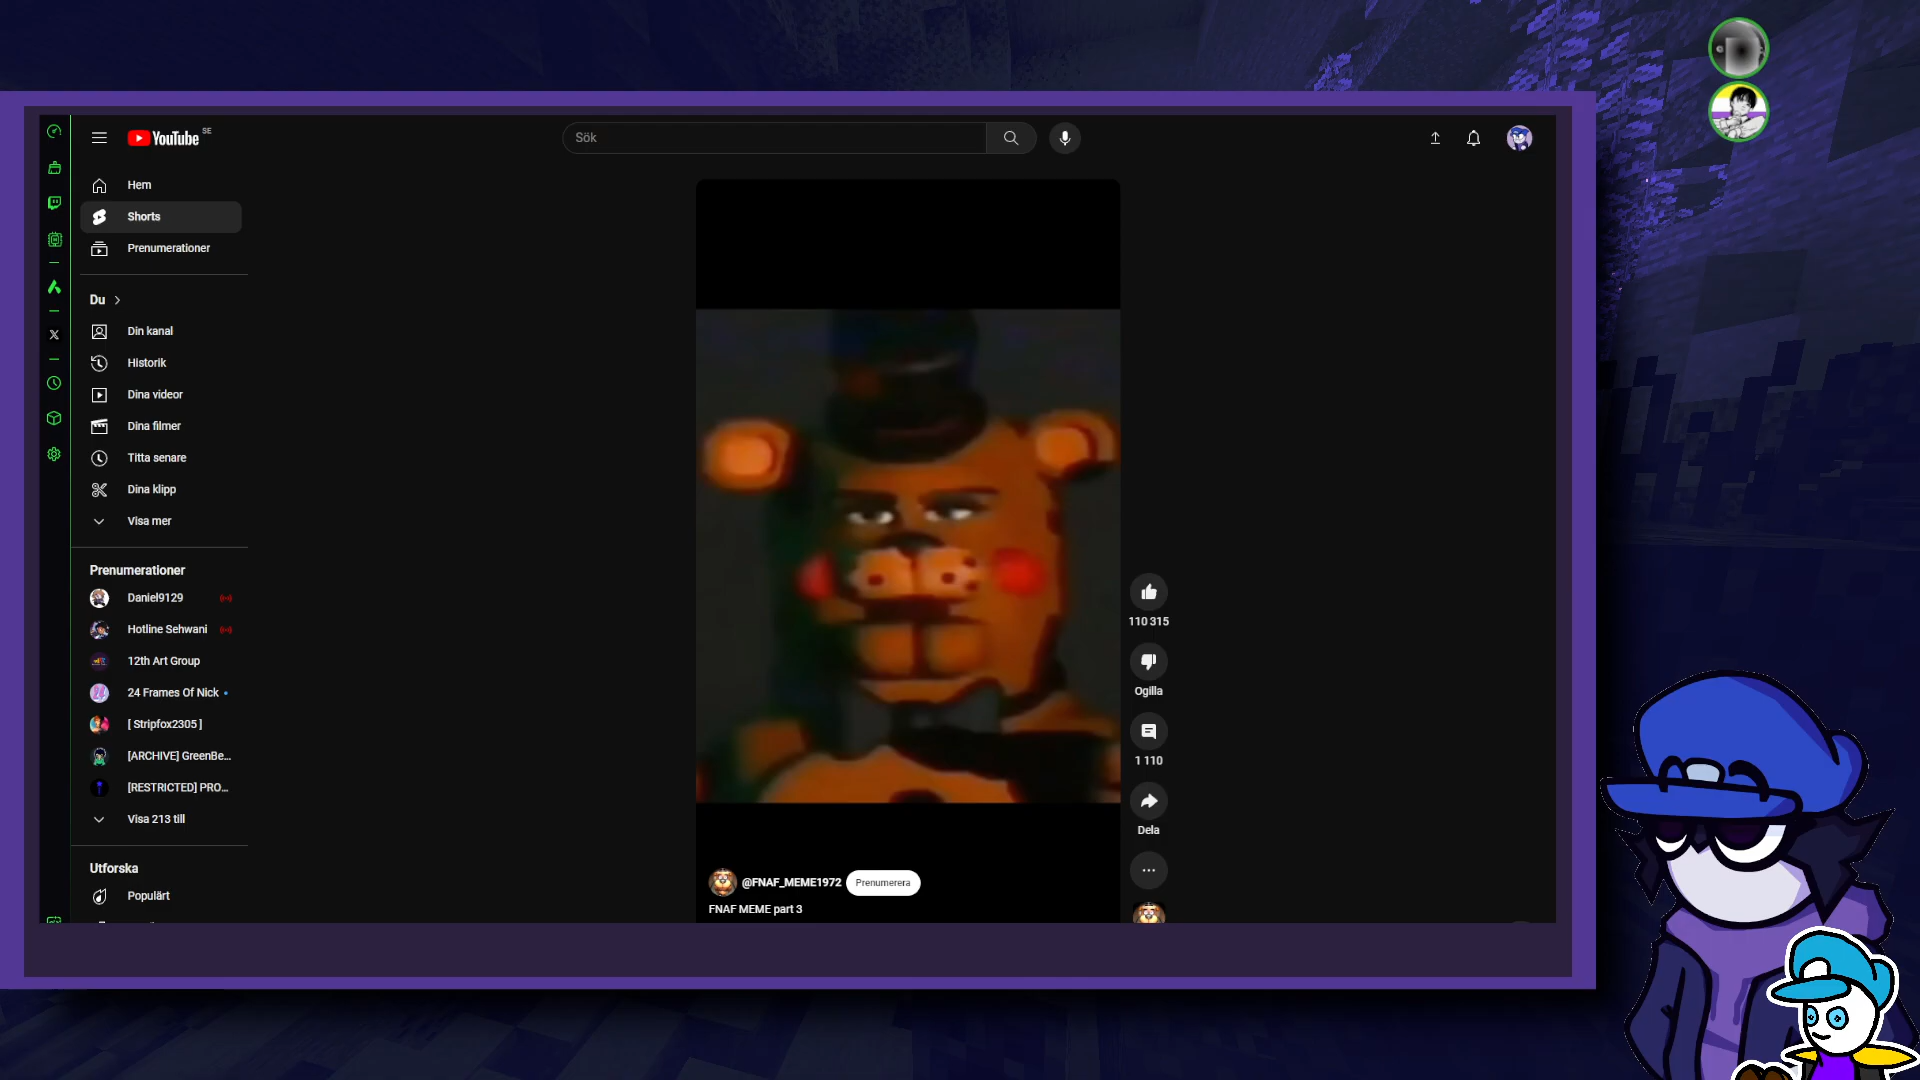 YouTube SE
Sök
Hem
Shorts
Prenumerationer
Du
Din kanal
Historik
Dina videor
Dina filmer
Titta senare
Dina klipp
Visa mer
Prenumerationer
Daniel9129
Hotline Sehwani
12th Art Group
24 Frames Of Nick
[ Stripfox2305 ]
[ARCHIVE] GreenBe...
[RESTRICTED] PRO...
Visa 213 till
Utforska
Populärt
110 315
Ogilla
1 110
Dela
@FNAF_MEME1972 Prenumerera
FNAF MEME part 3